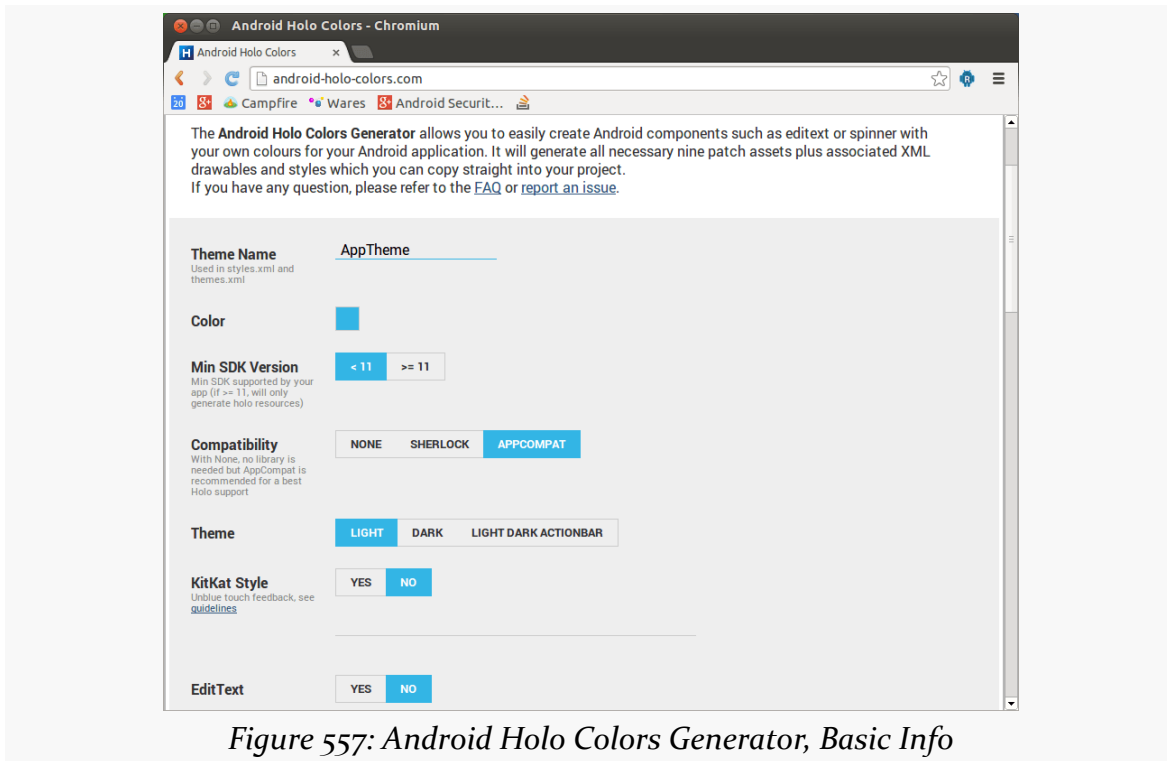 Android Holo Colors - Chromium
Android Holo Colors
android-holo-colors.com
20 8+ Campfire Wares 8+ Android Securit...
The Android Holo Colors Generator allows you to easily create Android components such as editext or spinner with
your own colours for your Android application. It will generate all necessary nine patch assets plus associated XML
drawables and styles which you can copy straight into your project.
If you have any question, please refer to the FAQ or report an issue.
Theme Name AppTheme
Used in styles.xml and
themes.xml
Color
Min SDK Version < 11 >= 11
Min SDK supported by your
app (if >= 11, will only
generate holo resources)
Compatibility NONE SHERLOCK APPCOMPAT
With None, no library is
needed but AppCompat is
recommended for a best
Holo support
Theme LIGHT DARK LIGHT DARK ACTIONBAR
KitKat Style YES NO
Unblue touch feedback, see
guidelines
EditText YES NO
Figure 557: Android Holo Colors Generator, Basic Info